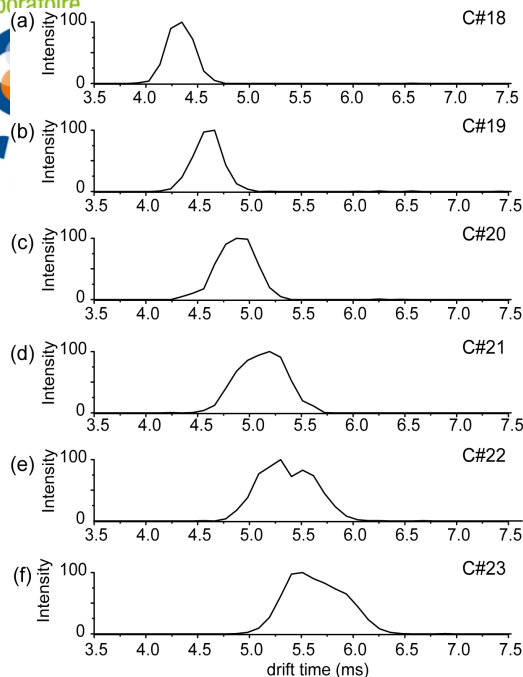 laboratoire
(a) Intensity 100 0 C#18
3.5 4.0 4.5 5.0 5.5 6.0 6.5 7.0 7.5
(b) Intensity 100 0 C#19
3.5 4.0 4.5 5.0 5.5 6.0 6.5 7.0 7.5
(c) Intensity 100 0 C#20
3.5 4.0 4.5 5.0 5.5 6.0 6.5 7.0 7.5
(d) Intensity 100 0 C#21
3.5 4.0 4.5 5.0 5.5 6.0 6.5 7.0 7.5
(e) Intensity 100 0 C#22
3.5 4.0 4.5 5.0 5.5 6.0 6.5 7.0 7.5
(f) Intensity 100 0 C#23
3.5 4.0 4.5 5.0 5.5 6.0 6.5 7.0 7.5
drift time (ms)